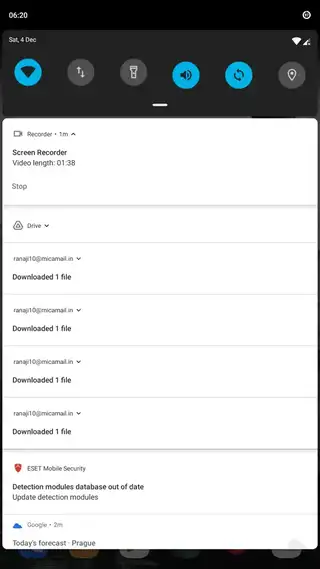 06:20
Sat, 4 Dec
Recorder • 1m
Screen Recorder
Video length: 01:38
Stop
Drive
ranaji10@micamail.in
Downloaded 1 file
ranaji10@micamail.in
Downloaded 1 file
ranaji10@micamail.in
Downloaded 1 file
ranaji10@micamail.in
Downloaded 1 file
ESET Mobile Security
Detection modules database out of date
Update detection modules
Google • 2m
Today's forecast · Prague